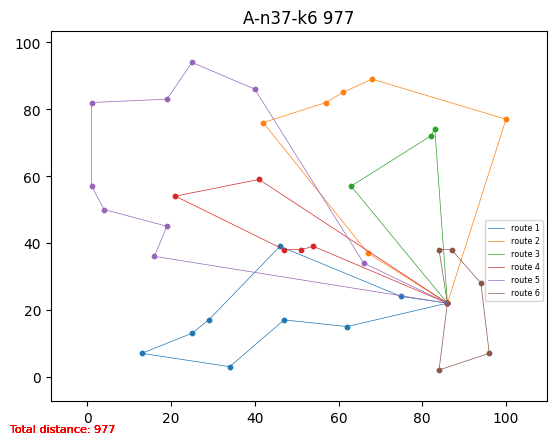 A-n37-k6 977
100
80
60
40
20
0
route 1
route 2
route 3
route 4
route 5
route 6
0 20 40 60 80 100
Total distance: 977